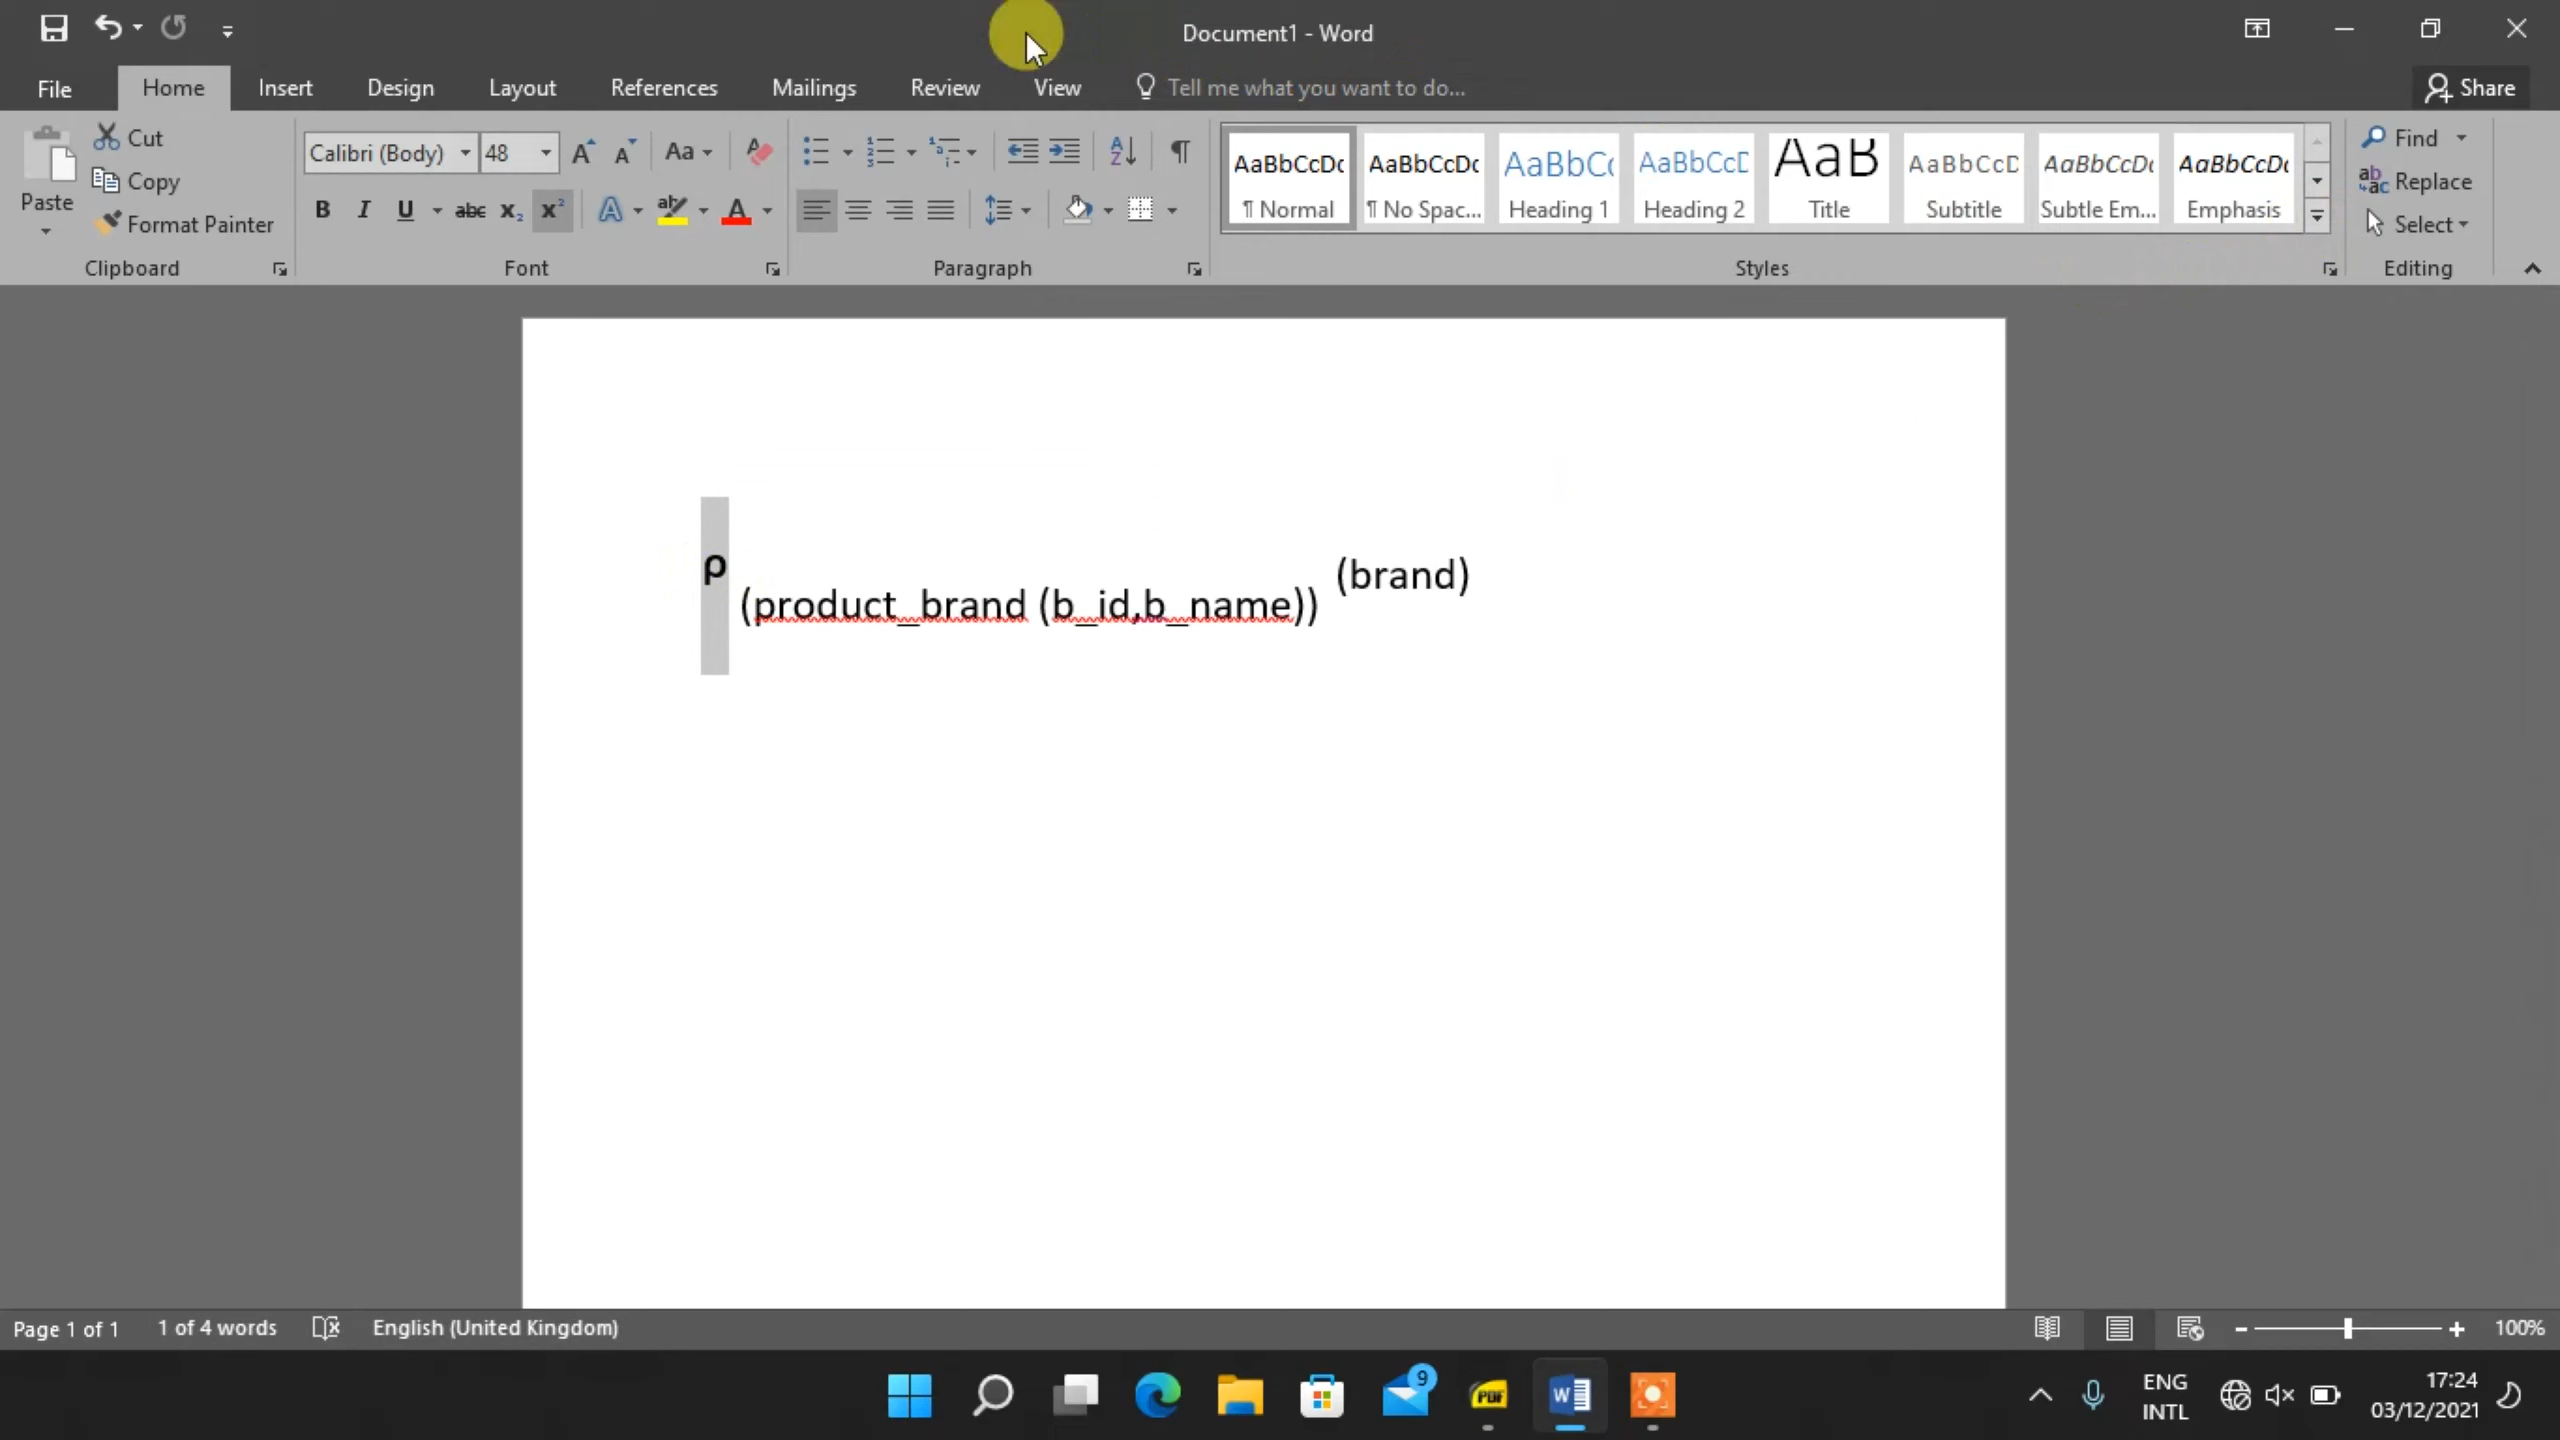 Document1 - Word
File Home Insert Design Layout References Mailings Review View Tell me what you want to do... Share
Paste
Cut
Copy
Format Painter
Clipboard
Calibri (Body) 48
Font
Paragraph
AaBbCcDc AaBbCcDc AaBbCc AaBbCcD AaB AaBbCcD AaBbCcDc AaBbCcDc
¶ Normal ¶ No Spac... Heading 1 Heading 2 Title Subtitle Subtle Em... Emphasis
Styles
Find
Replace
Select
Editing
ρ (product_brand (b_id,b_name)) (brand)
Page 1 of 1 1 of 4 words English (United Kingdom) 100%
9
PDF
ENG
INTL
17:24
03/12/2021